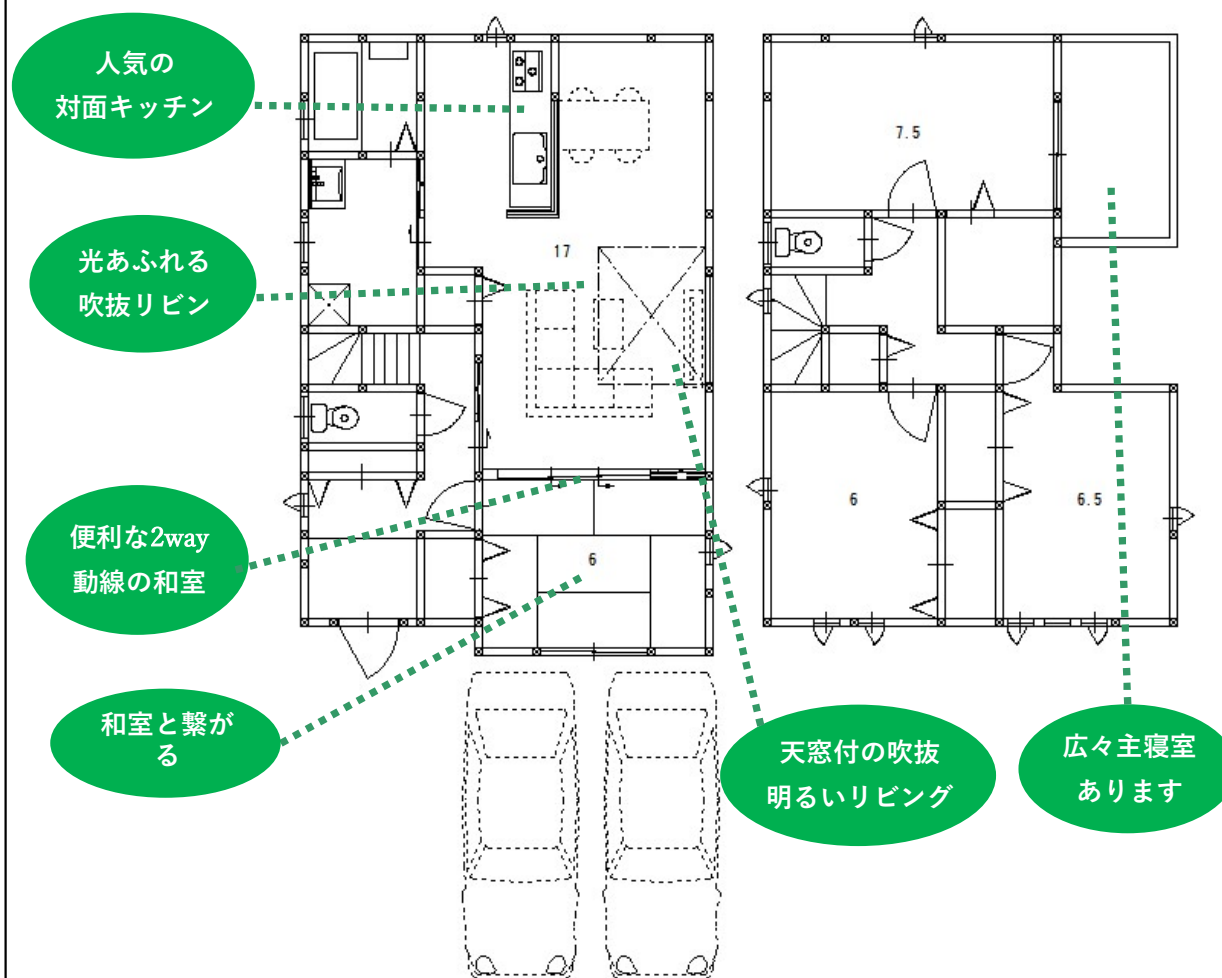 人気の
対面キッチン
光あふれる
吹抜リビン
便利な2way
動線の和室
和室と繋が
る
17
6
7.5
6
6.5
天窓付の吹抜
明るいリビング
広々主寝室
あります